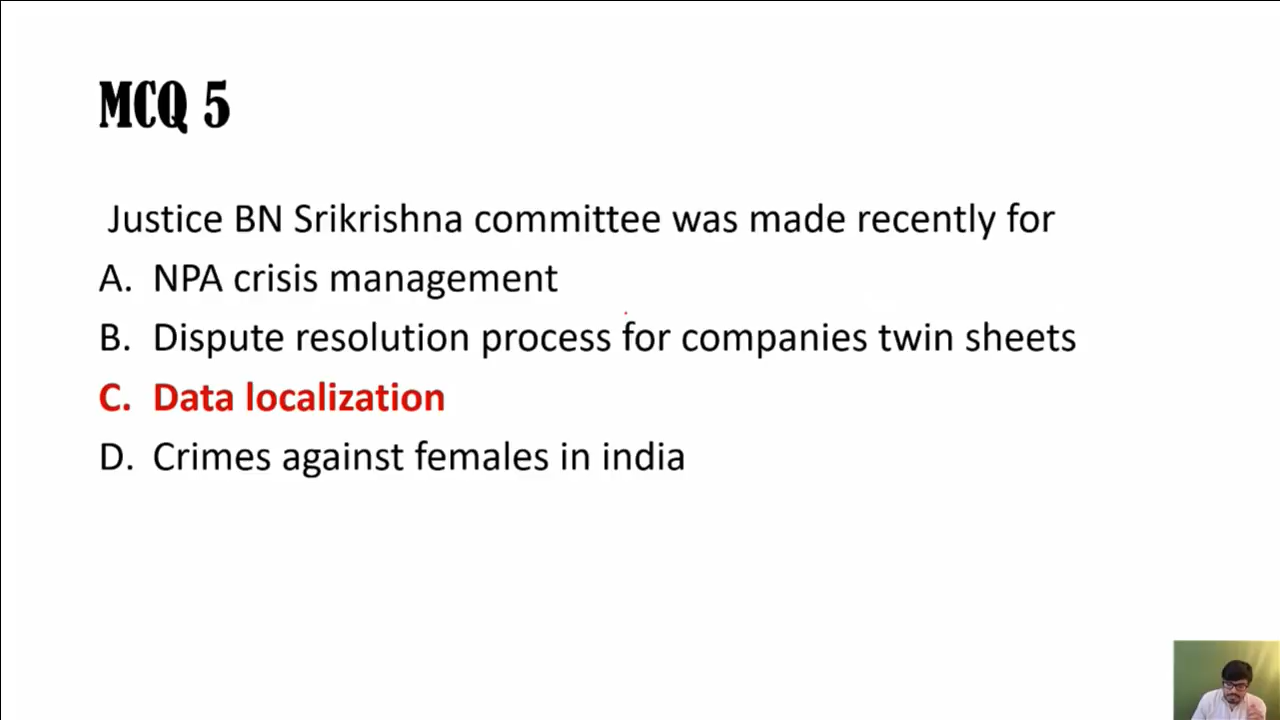 MCQ 5
Justice BN Srikrishna committee was made recently for
A. NPA crisis management
B. Dispute resolution process for companies twin sheets
C. Data localization
D. Crimes against females in india